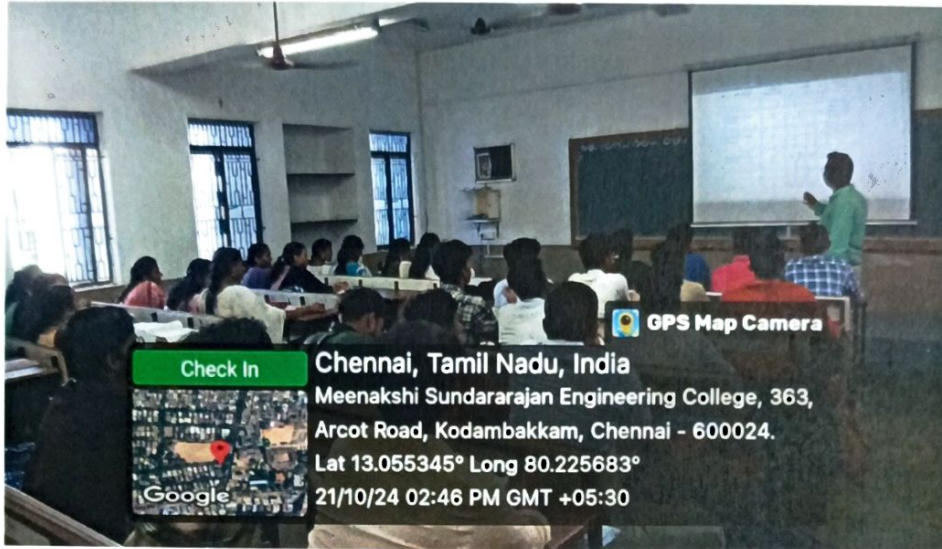 GPS Map Camera
Check In
Chennai, Tamil Nadu, India
Meenakshi Sundararajan Engineering College, 363,
Arcot Road, Kodambakkam, Chennai - 600024.
Lat 13.055345° Long 80.225683°
21/10/24 02:46 PM GMT +05:30
Google